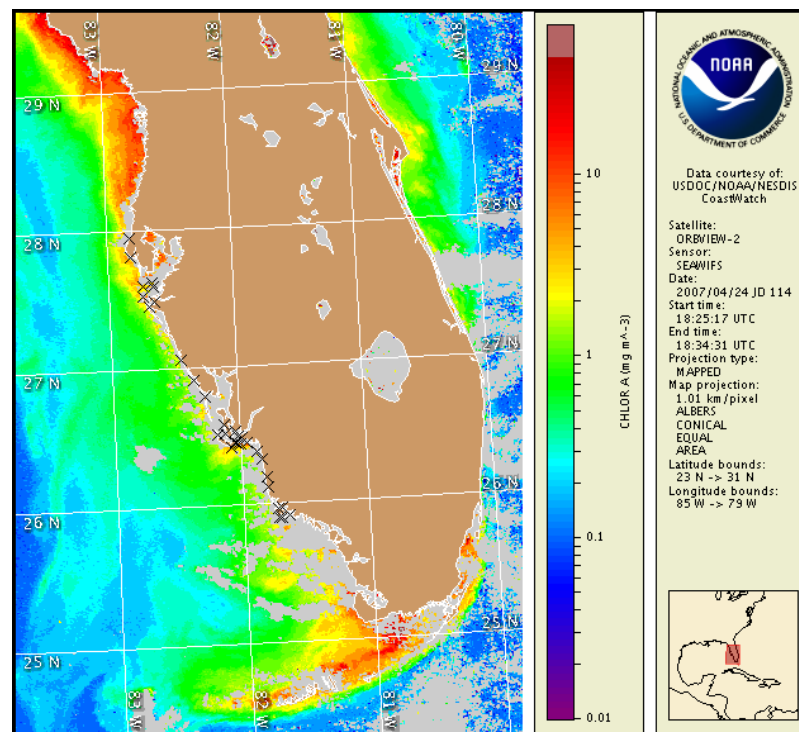 83 W
82 W
81 W
80 W
29 N
29 N
28 N
28 N
27 N
27 N
26 N
26 N
25 N
25 N
83 W
82 W
81 W
10
1
0.1
0.01
CHLOR A (mg m^-3)
NATIONAL OCEANIC AND ATMOSPHERIC ADMINISTRATION
NOAA
U.S. DEPARTMENT OF COMMERCE
Data courtesy of:
USDOC/NOAA/NESDIS
CoastWatch
Satellite:
ORBVIEW-2
Sensor:
SEAWIFS
Date:
2007/04/24 JD 114
Start time:
18:25:17 UTC
End time:
18:34:31 UTC
Projection type:
MAPPED
Map projection:
1.01 km/pixel
ALBERS
CONICAL
EQUAL
AREA
Latitude bounds:
23 N -> 31 N
Longitude bounds:
85 W -> 79 W